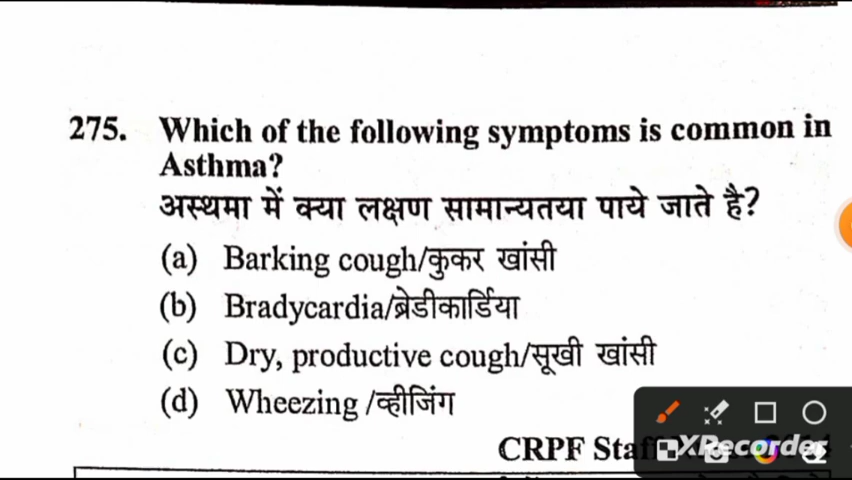 275. Which of the following symptoms is common in
Asthma?
अस्थमा में क्या लक्षण सामान्यतया पाये जाते है?
(a) Barking cough/कुकर खांसी
(b) Bradycardia/ब्रेडीकार्डिया
(c) Dry, productive cough/सूखी खांसी
(d) Wheezing /व्हीजिंग
CRPF Staff
XRecorder